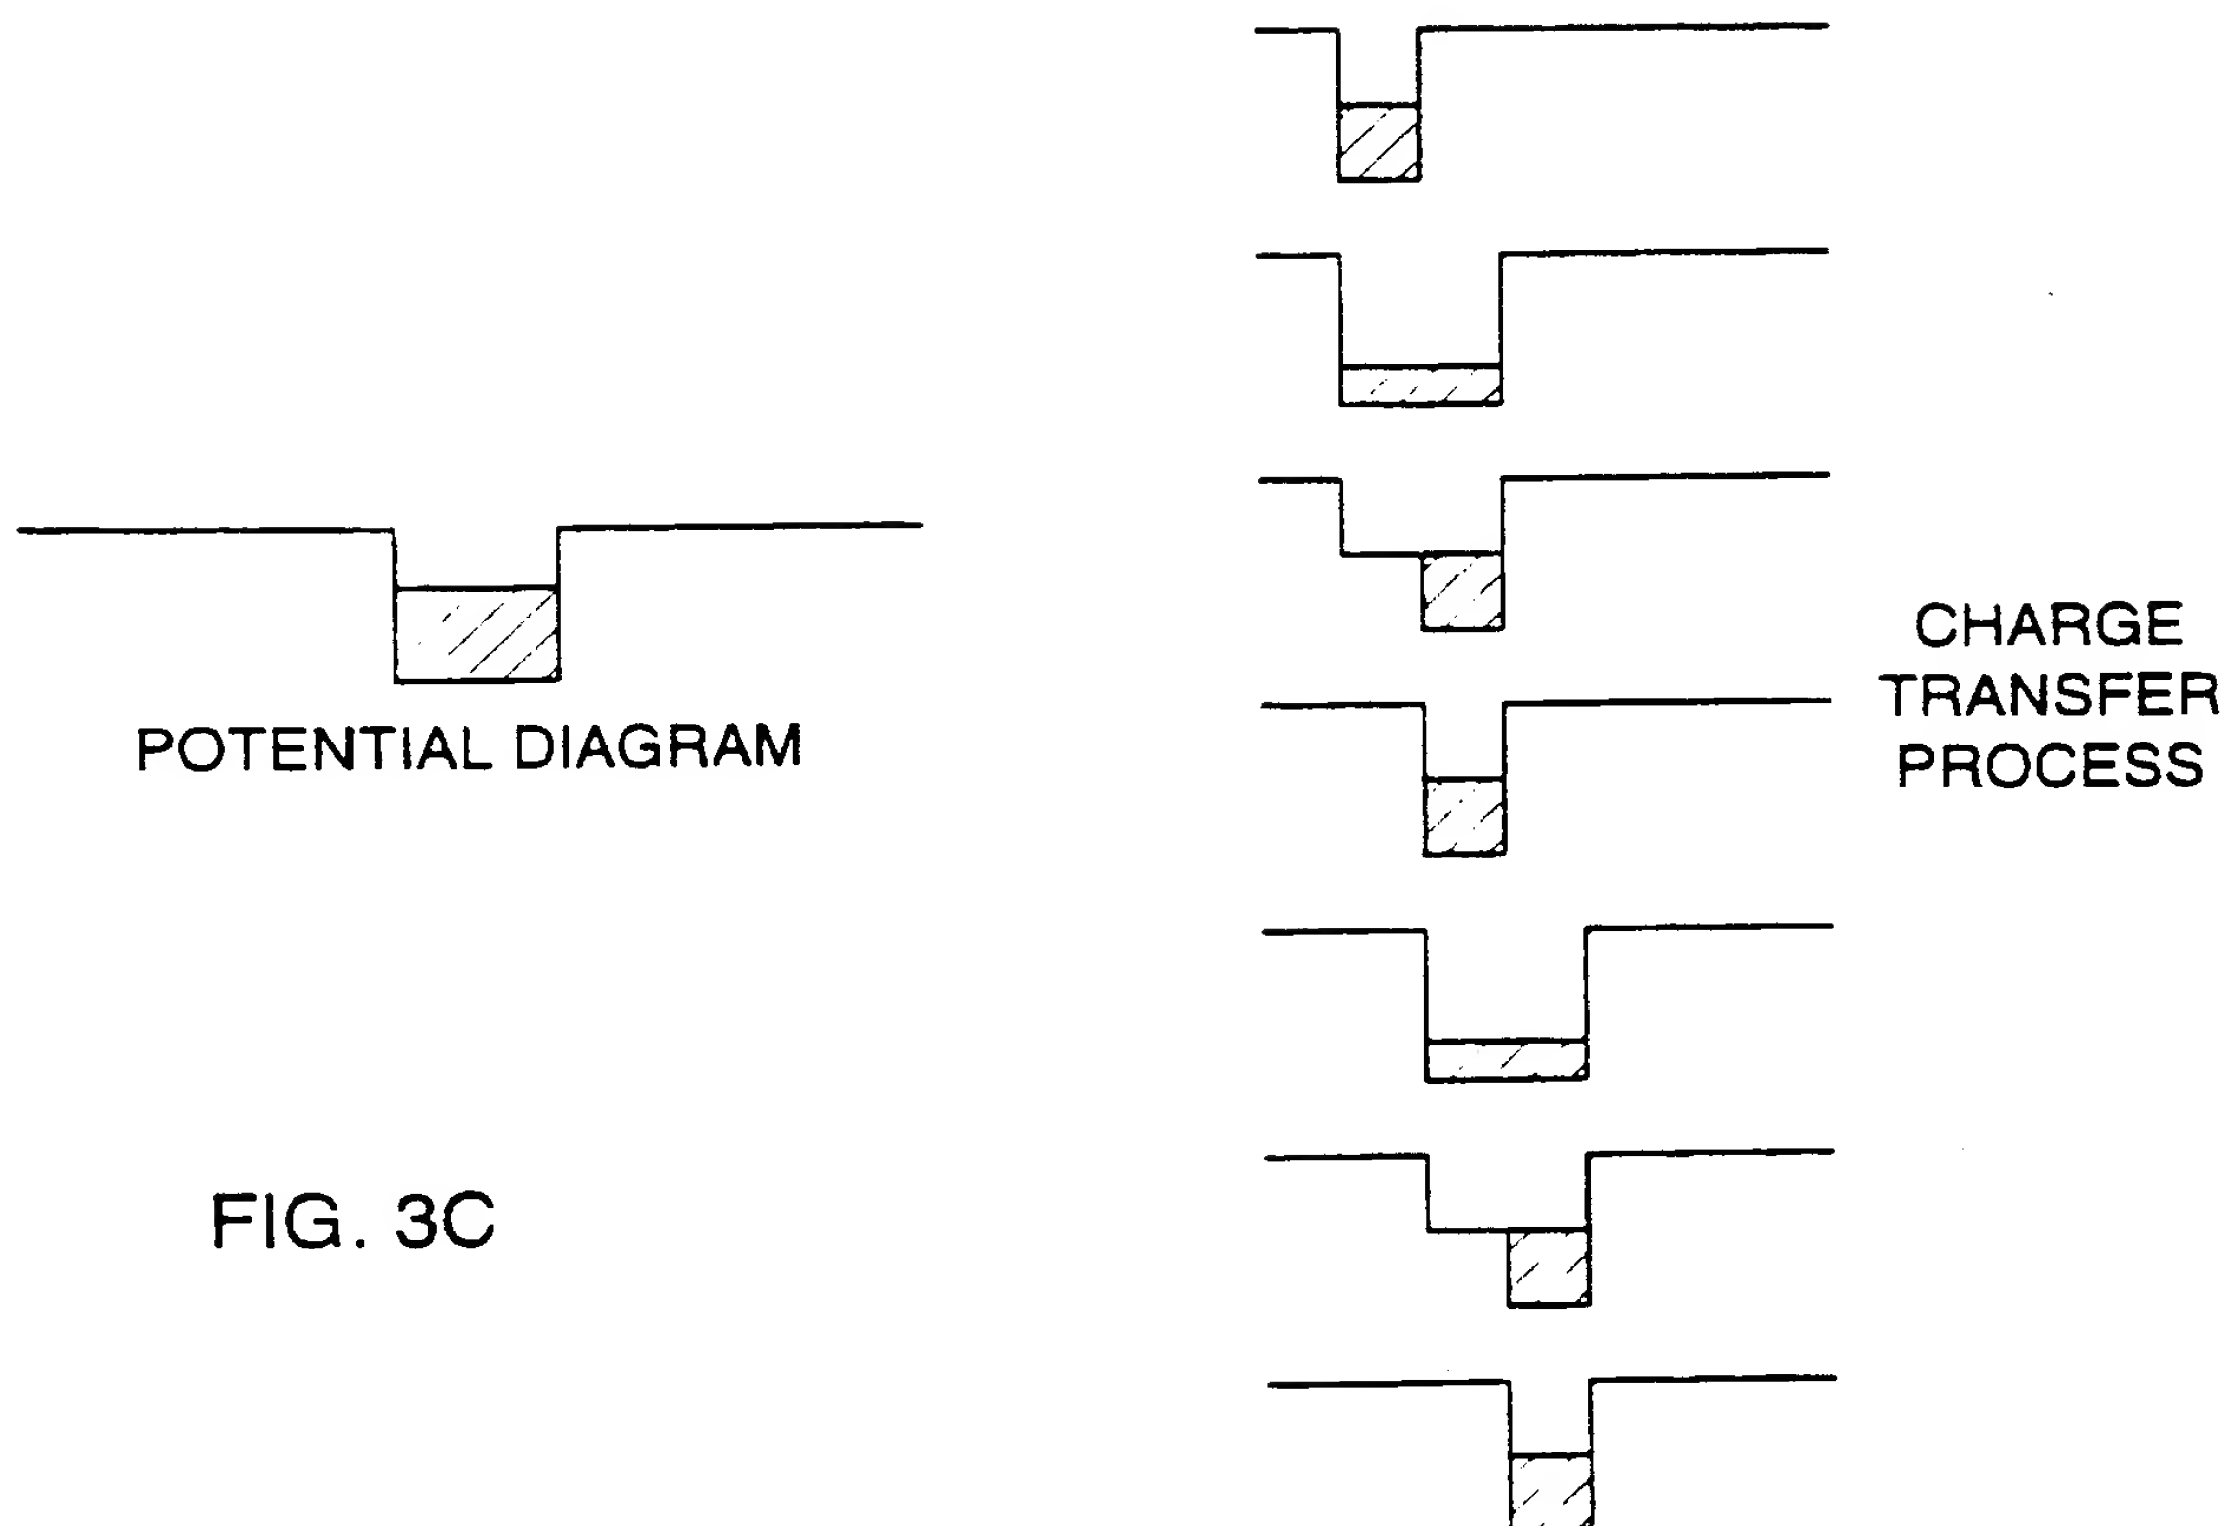 POTENTIAL DIAGRAM
CHARGE
TRANSFER
PROCESS
FIG. 3C